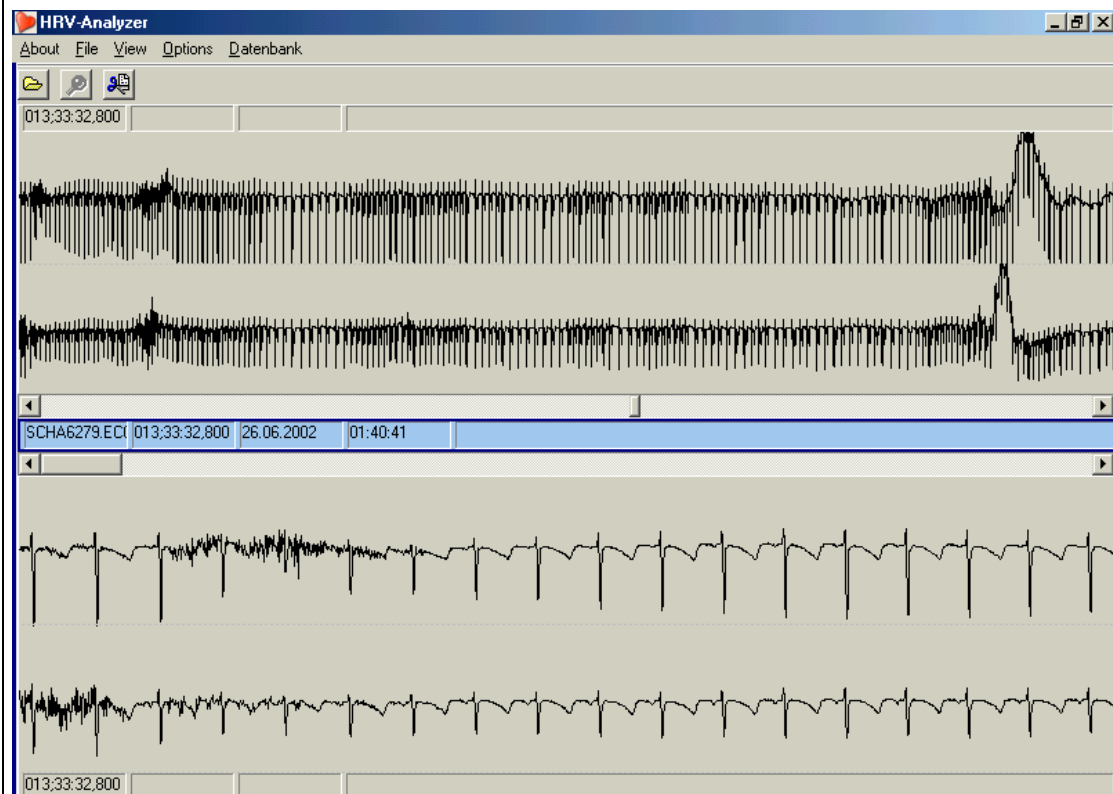 HRV-Analyzer
About File View Options Datenbank
013;33:32,800
SCHA6279.EC 013;33:32,800 26.06.2002 01:40:41
013;33:32,800